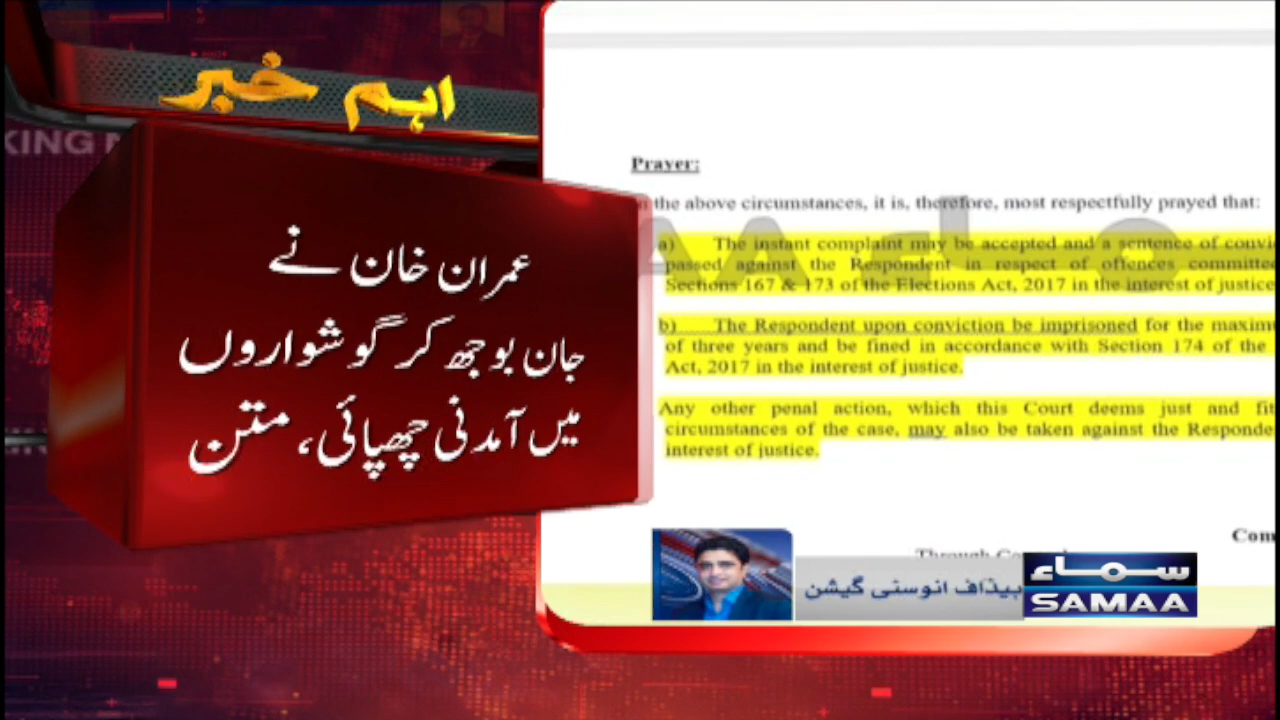 اہم خبر
KING N
عمران خان نے
جان بوجھ کر گوشواروں
میں آمدنی چھپائی، متن
Prayer:
the above circumstances, it is, therefore, most respectfully prayed that:
a) The instant complaint may be accepted and a sentence of convi
passed against the Respondent in respect of offences committe
Sections 167 & 173 of the Elections Act, 2017 in the interest of justice
b) The Respondent upon conviction be imprisoned for the maxim
of three years and be fined in accordance with Section 174 of the
Act, 2017 in the interest of justice.
Any other penal action, which this Court deems just and fit
circumstances of the case, may also be taken against the Responde
interest of justice.
Com
Through Co
ہیڈ آف انوسٹی گیشن
سماء
SAMAA